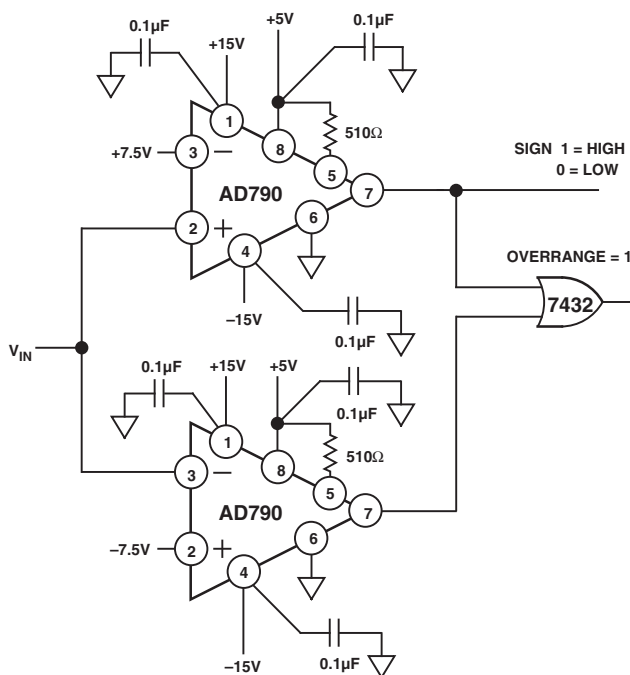 0.1µF
+5V
0.1µF
+15V
1
8
510Ω
+7.5V
3
–
5
SIGN 1 = HIGH
0 = LOW
AD790
7
6
2
+
4
OVERRANGE = 1
–15V
7432
0.1µF
VIN
0.1µF
+15V
+5V
0.1µF
1
8
510Ω
3
–
5
AD790
7
6
–7.5V
2
+
4
–15V
0.1µF